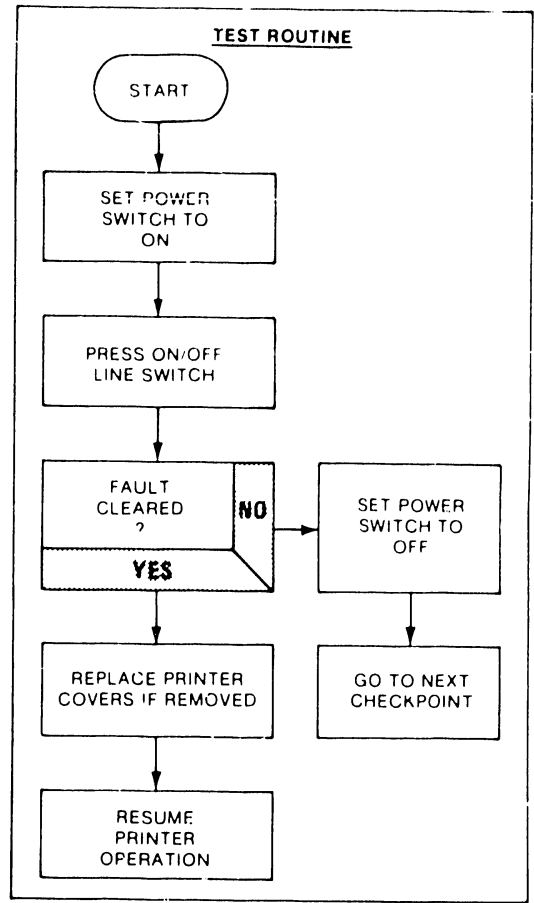 TEST ROUTINE
START
SET POWER
SWITCH TO
ON
PRESS ON/OFF
LINE SWITCH
FAULT
CLEARED
?
NO
YES
SET POWER
SWITCH TO
OFF
REPLACE PRINTER
COVERS IF REMOVED
GO TO NEXT
CHECKPOINT
RESUME
PRINTER
OPERATION